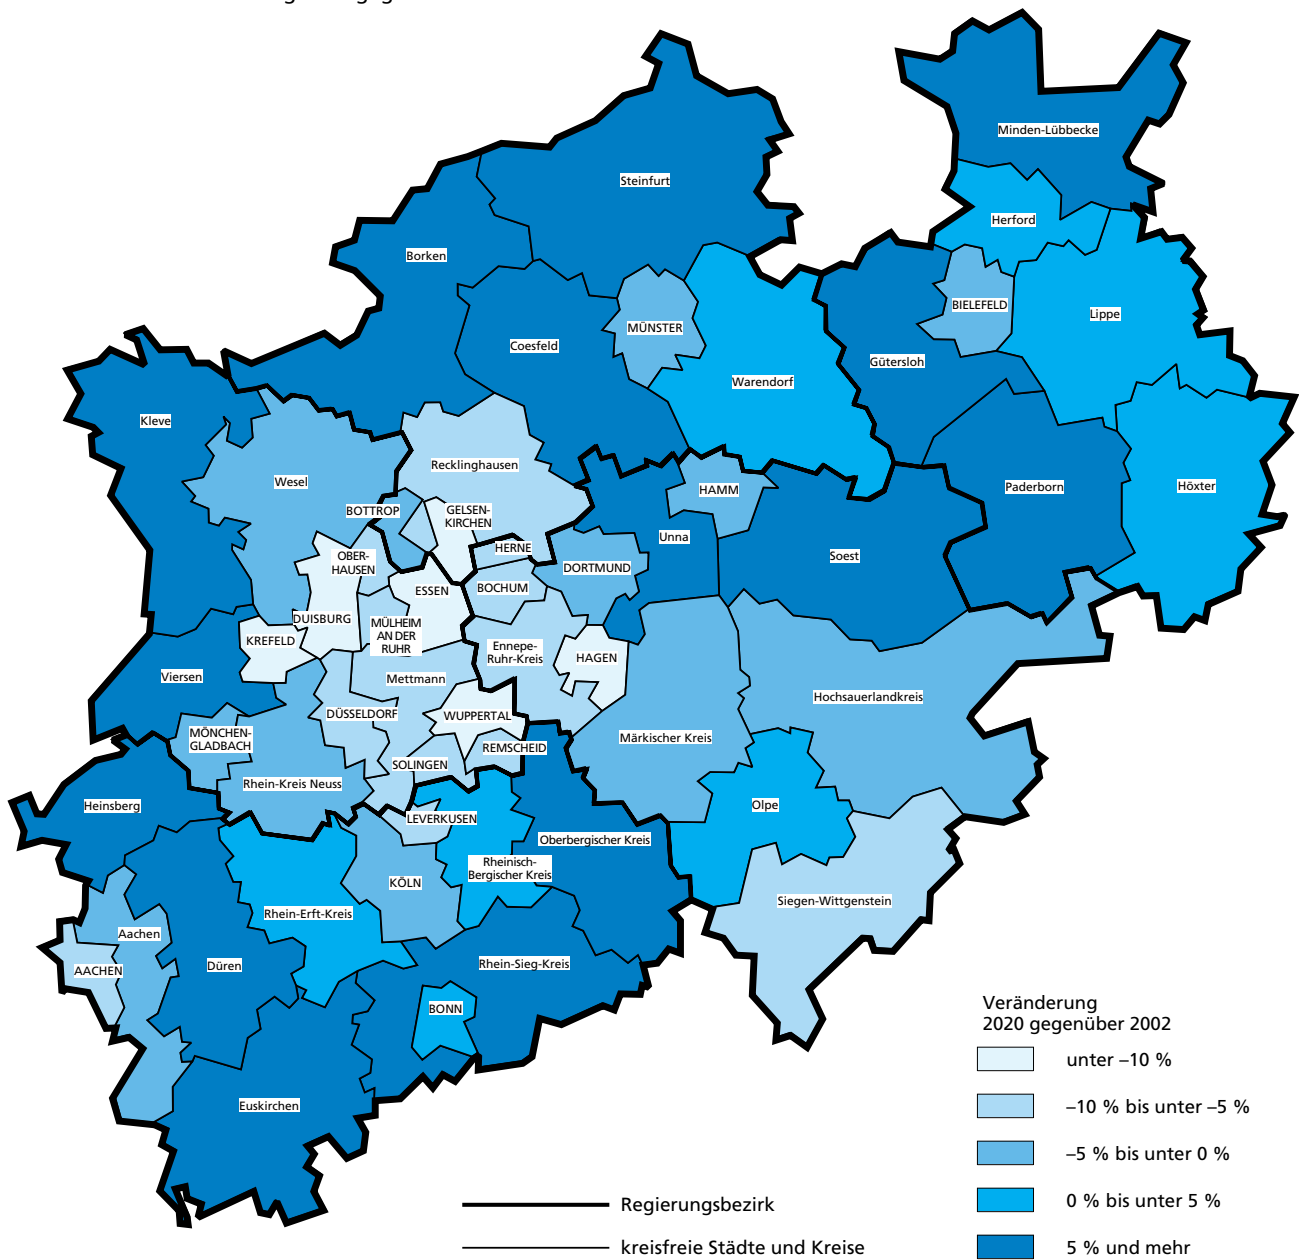 Minden-Lübbecke
Steinfurt
Herford
Borken
BIELEFELD
Lippe
MÜNSTER
Coesfeld
Gütersloh
Warendorf
Kleve
Recklinghausen
Wesel
Paderborn
Höxter
HAMM
BOTTROP
GELSEN-
KIRCHEN
Unna
HERNE
Soest
OBER-
HAUSEN
DORTMUND
ESSEN
BOCHUM
DUISBURG
MÜLHEIM
AN DER
RUHR
KREFELD
Ennepe-
Ruhr-Kreis
HAGEN
Viersen
Mettmann
Hochsauerlandkreis
DÜSSELDORF
WUPPERTAL
MÖNCHEN-
GLADBACH
Märkischer Kreis
REMSCHEID
SOLINGEN
Rhein-Kreis Neuss
Heinsberg
Olpe
LEVERKUSEN
Oberbergischer Kreis
Rheinisch-
Bergischer Kreis
KÖLN
Siegen-Wittgenstein
Rhein-Erft-Kreis
Aachen
Rhein-Sieg-Kreis
Düren
AACHEN
BONN
Euskirchen
Veränderung
2020 gegenüber 2002
unter –10 %
–10 % bis unter –5 %
–5 % bis unter 0 %
0 % bis unter 5 %
5 % und mehr
Regierungsbezirk
kreisfreie Städte und Kreise